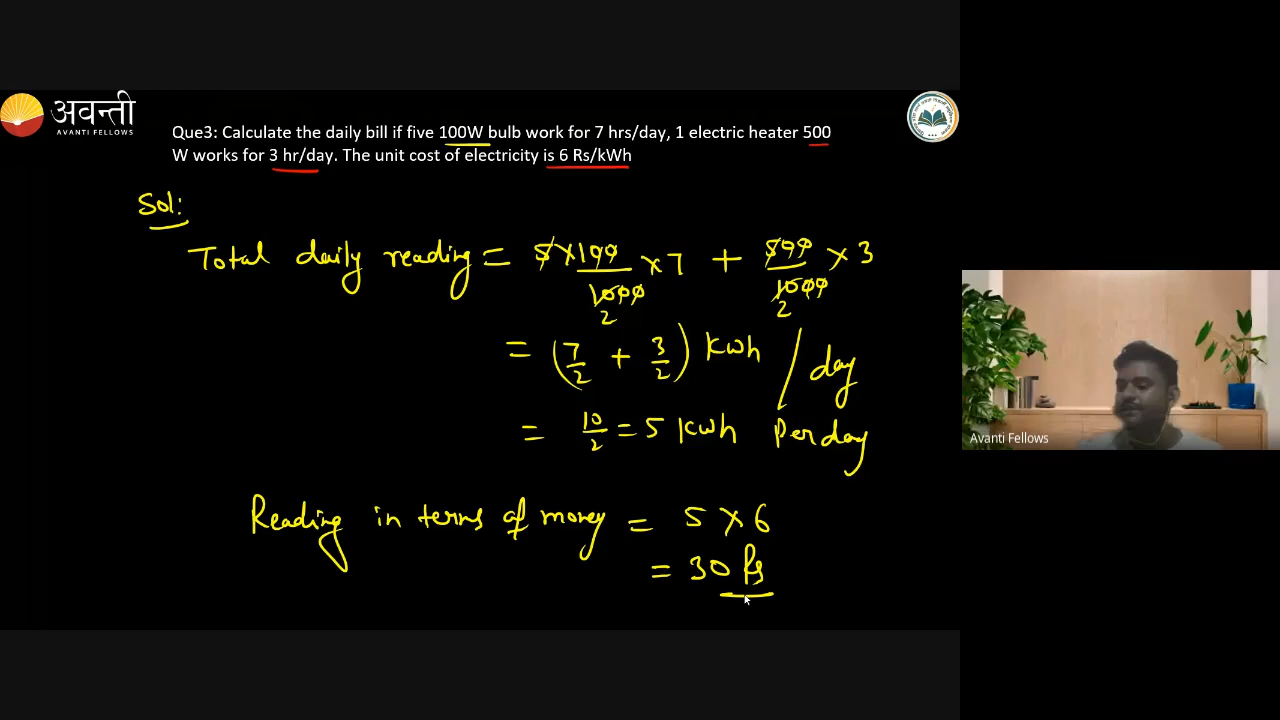 अवन्ती
AVANTI FELLOWS
Que3: Calculate the daily bill if five 100W bulb work for 7 hrs/day, 1 electric heater 500
W works for 3 hr/day. The unit cost of electricity is 6 Rs/kWh
Sol:
Total daily reading = 5 × 100/1000 2 × 7 + 500/1000 2 × 3
= (7/2 + 3/2) kwh / day
= 10/2 = 5 kwh Per day
Reading in terms of money = 5 × 6
= 30 Rs
Avanti Fellows